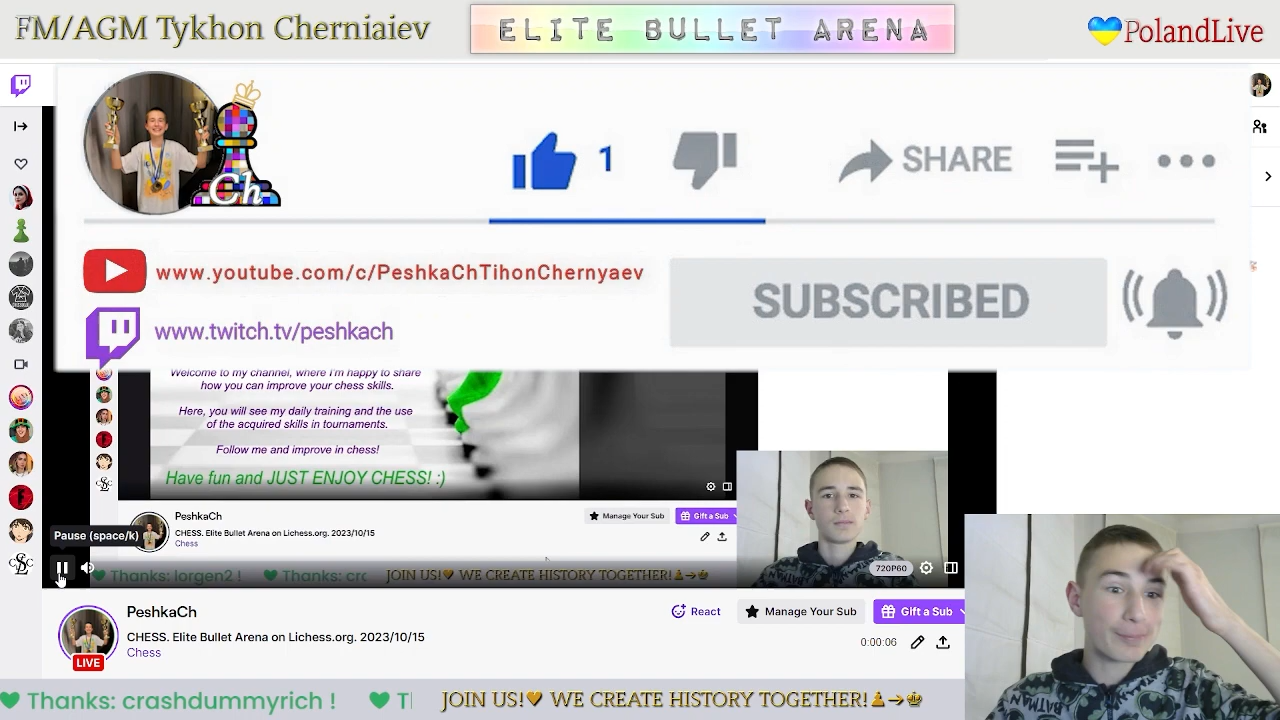 FM/AGM Tykhon Cherniaiev
ELITE BULLET ARENA
PolandLive
Ch
1
SHARE
www.youtube.com/c/PeshkaChTihonChernyaev
SUBSCRIBED
www.twitch.tv/peshkach
Welcome to my channel, where I'm happy to share
how you can improve your chess skills.
Here, you will see my daily training and the use
of the acquired skills in tournaments.
Follow me and improve in chess!
Have fun and JUST ENJOY CHESS! :)
PeshkaCh
Manage Your Sub
Gift a Sub
CHESS. Elite Bullet Arena on Lichess.org. 2023/10/15
Chess
Pause (space/k)
Thanks: lorgen2 !
Thanks: crc
JOIN US! WE CREATE HISTORY TOGETHER!
720P60
PeshkaCh
React
Manage Your Sub
Gift a Sub
CHESS. Elite Bullet Arena on Lichess.org. 2023/10/15
0:00:06
Chess
LIVE
Thanks: crashdummyrich !
T
JOIN US! WE CREATE HISTORY TOGETHER!
BATMAN